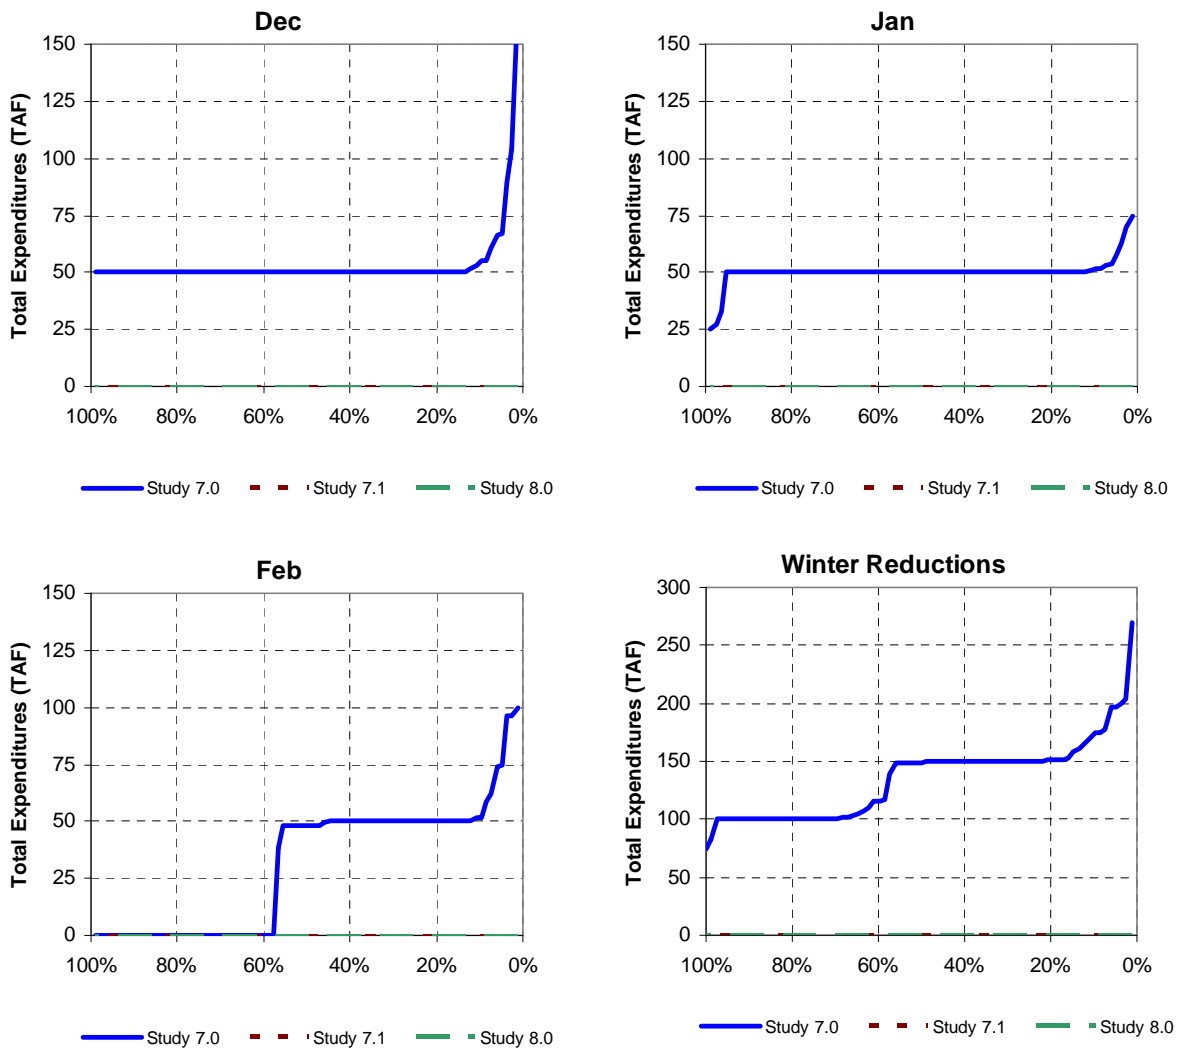 Dec
Total Expenditures (TAF)
150
125
100
75
50
25
0
100% 80% 60% 40% 20% 0%
Study 7.0 Study 7.1 Study 8.0
Jan
Total Expenditures (TAF)
150
125
100
75
50
25
0
100% 80% 60% 40% 20% 0%
Study 7.0 Study 7.1 Study 8.0
Feb
Total Expenditures (TAF)
150
125
100
75
50
25
0
100% 80% 60% 40% 20% 0%
Study 7.0 Study 7.1 Study 8.0
Winter Reductions
Total Expenditures (TAF)
300
250
200
150
100
50
0
100% 80% 60% 40% 20% 0%
Study 7.0 Study 7.1 Study 8.0